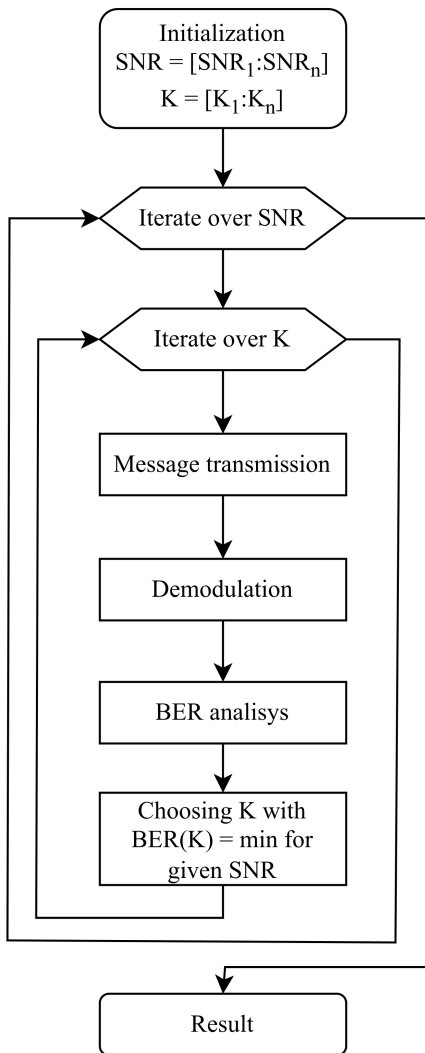 Initialization
SNR = [SNR₁:SNRₙ]
K = [K₁:Kₙ]
Iterate over SNR
Iterate over K
Message transmission
Demodulation
BER analisys
Choosing K with
BER(K) = min for
given SNR
Result